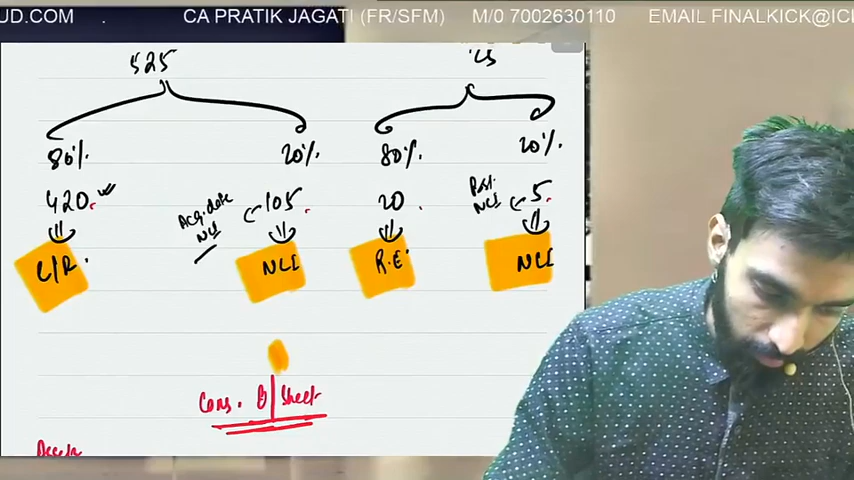 UD.COM . CA PRATIK JAGATI (FR/SFM) M/0 7002630110 EMAIL FINALKICK@ICL
525 25
80% 20% 80% 20%
420 Acq. date NCI 105 20 Post. NCI 5
C/R NCI R.E NCI
Cons. B/Sheet